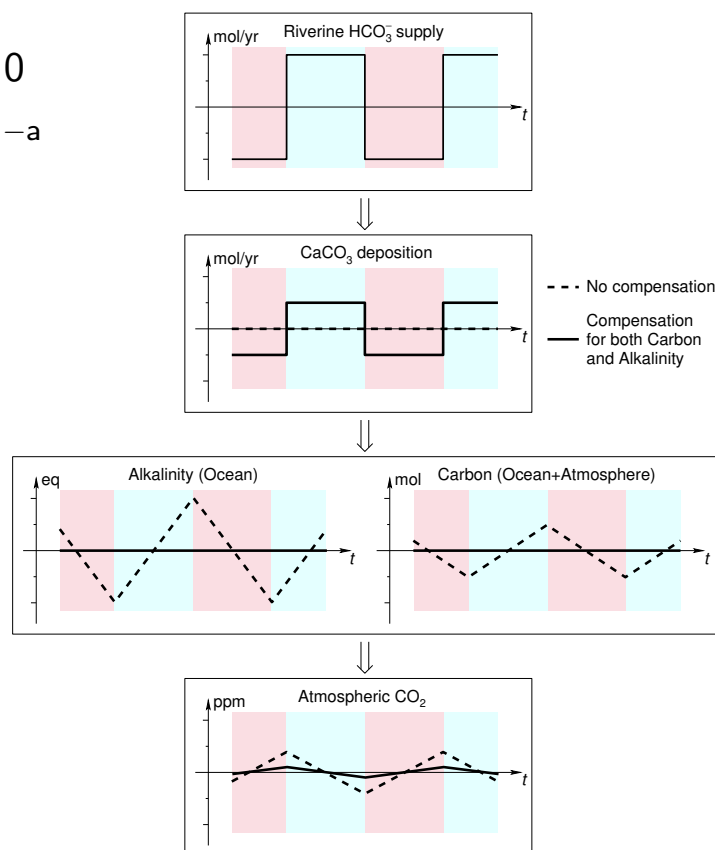 Riverine HCO₃⁻ supply
mol/yr
0
−a
t
CaCO₃ deposition
mol/yr
t
No compensation
Compensation
for both Carbon
and Alkalinity
Alkalinity (Ocean)
eq
t
Carbon (Ocean+Atmosphere)
mol
t
Atmospheric CO₂
ppm
t